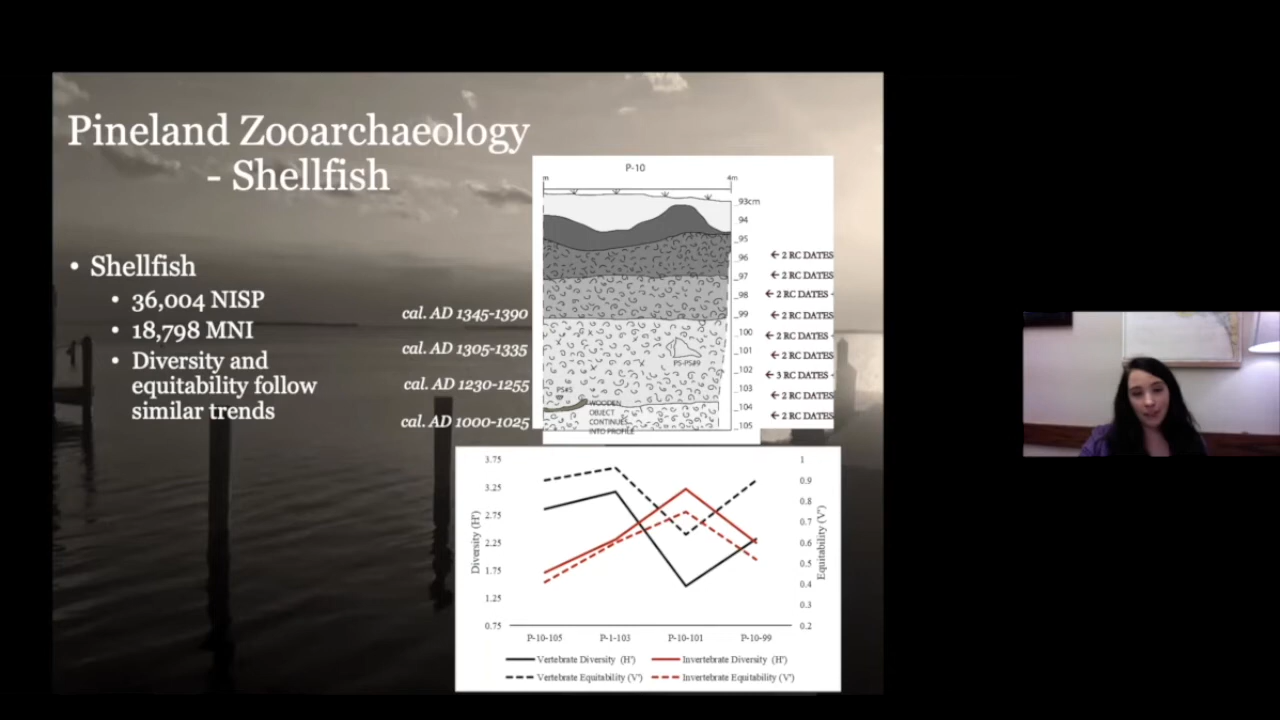 Pineland Zooarchaeology
- Shellfish
• Shellfish
• 36,004 NISP
• 18,798 MNI
• Diversity and
equitability follow
similar trends
cal. AD 1345-1390
cal. AD 1305-1335
cal. AD 1230-1255
cal. AD 1000-1025
P-10
m
4m
93cm
94
95
96
97
98
99
100
101
102
103
104
105
← 2 RC DATES
← 2 RC DATES
← 2 RC DATES -
← 2 RC DATES
← 2 RC DATES -
← 2 RC DATES
← 3 RC DATES -
← 2 RC DATES
← 2 RC DATES
WOODEN
OBJECT
CONTINUES
INTO PROFILE
3.75
3.25
2.75
2.25
1.75
1.25
0.75
Diversity (H')
1
0.9
0.8
0.7
0.6
0.5
0.4
0.3
0.2
Equitability (V')
P-10-105
P-1-103
P-10-101
P-10-99
Vertebrate Diversity (H')
Invertebrate Diversity (H')
Vertebrate Equitability (V')
Invertebrate Equitability (V')